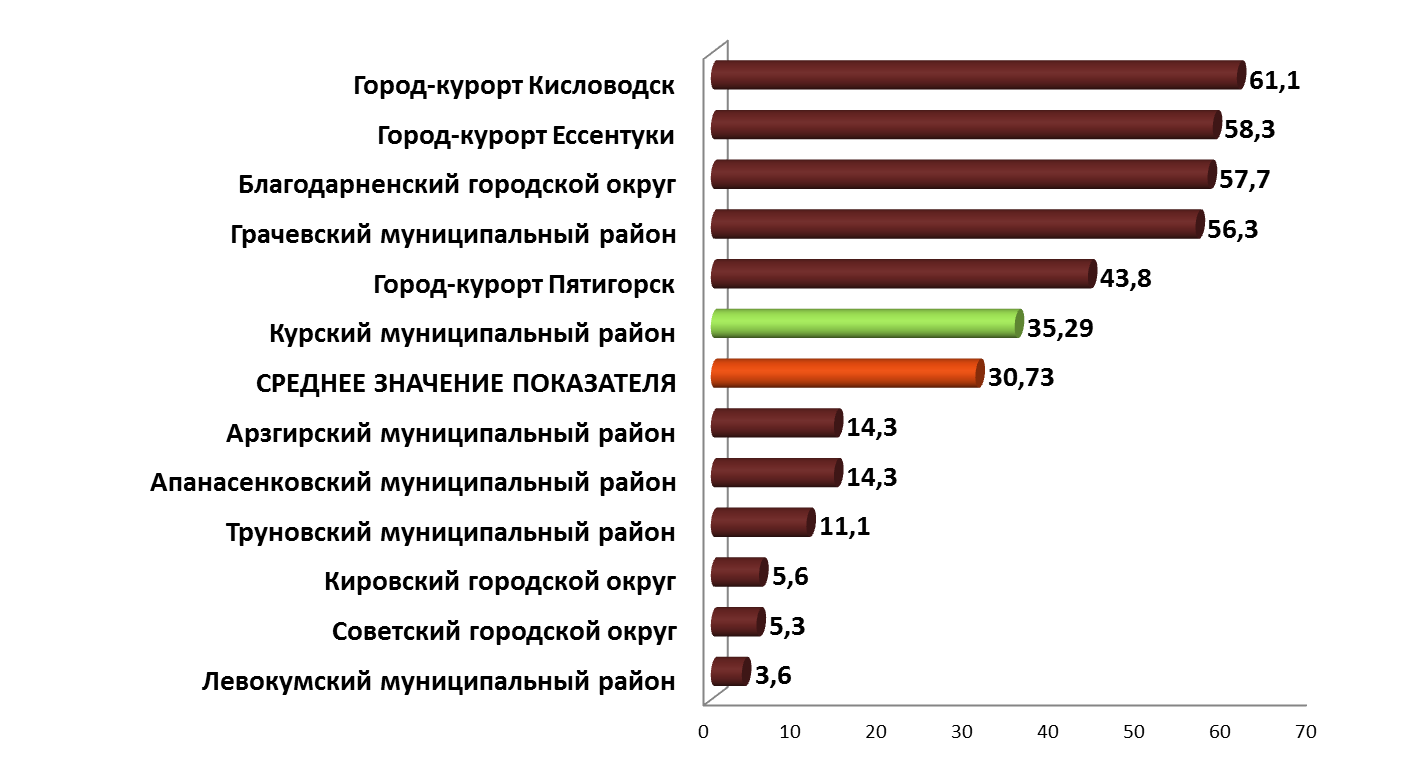 Город-курорт Кисловодск 61,1
Город-курорт Ессентуки 58,3
Благодарненский городской округ 57,7
Грачевский муниципальный район 56,3
Город-курорт Пятигорск 43,8
Курский муниципальный район 35,29
СРЕДНЕЕ ЗНАЧЕНИЕ ПОКАЗАТЕЛЯ 30,73
Арзгирский муниципальный район 14,3
Апанасенковский муниципальный район 14,3
Труновский муниципальный район 11,1
Кировский городской округ 5,6
Советский городской округ 5,3
Левокумский муниципальный район 3,6
0 10 20 30 40 50 60 70